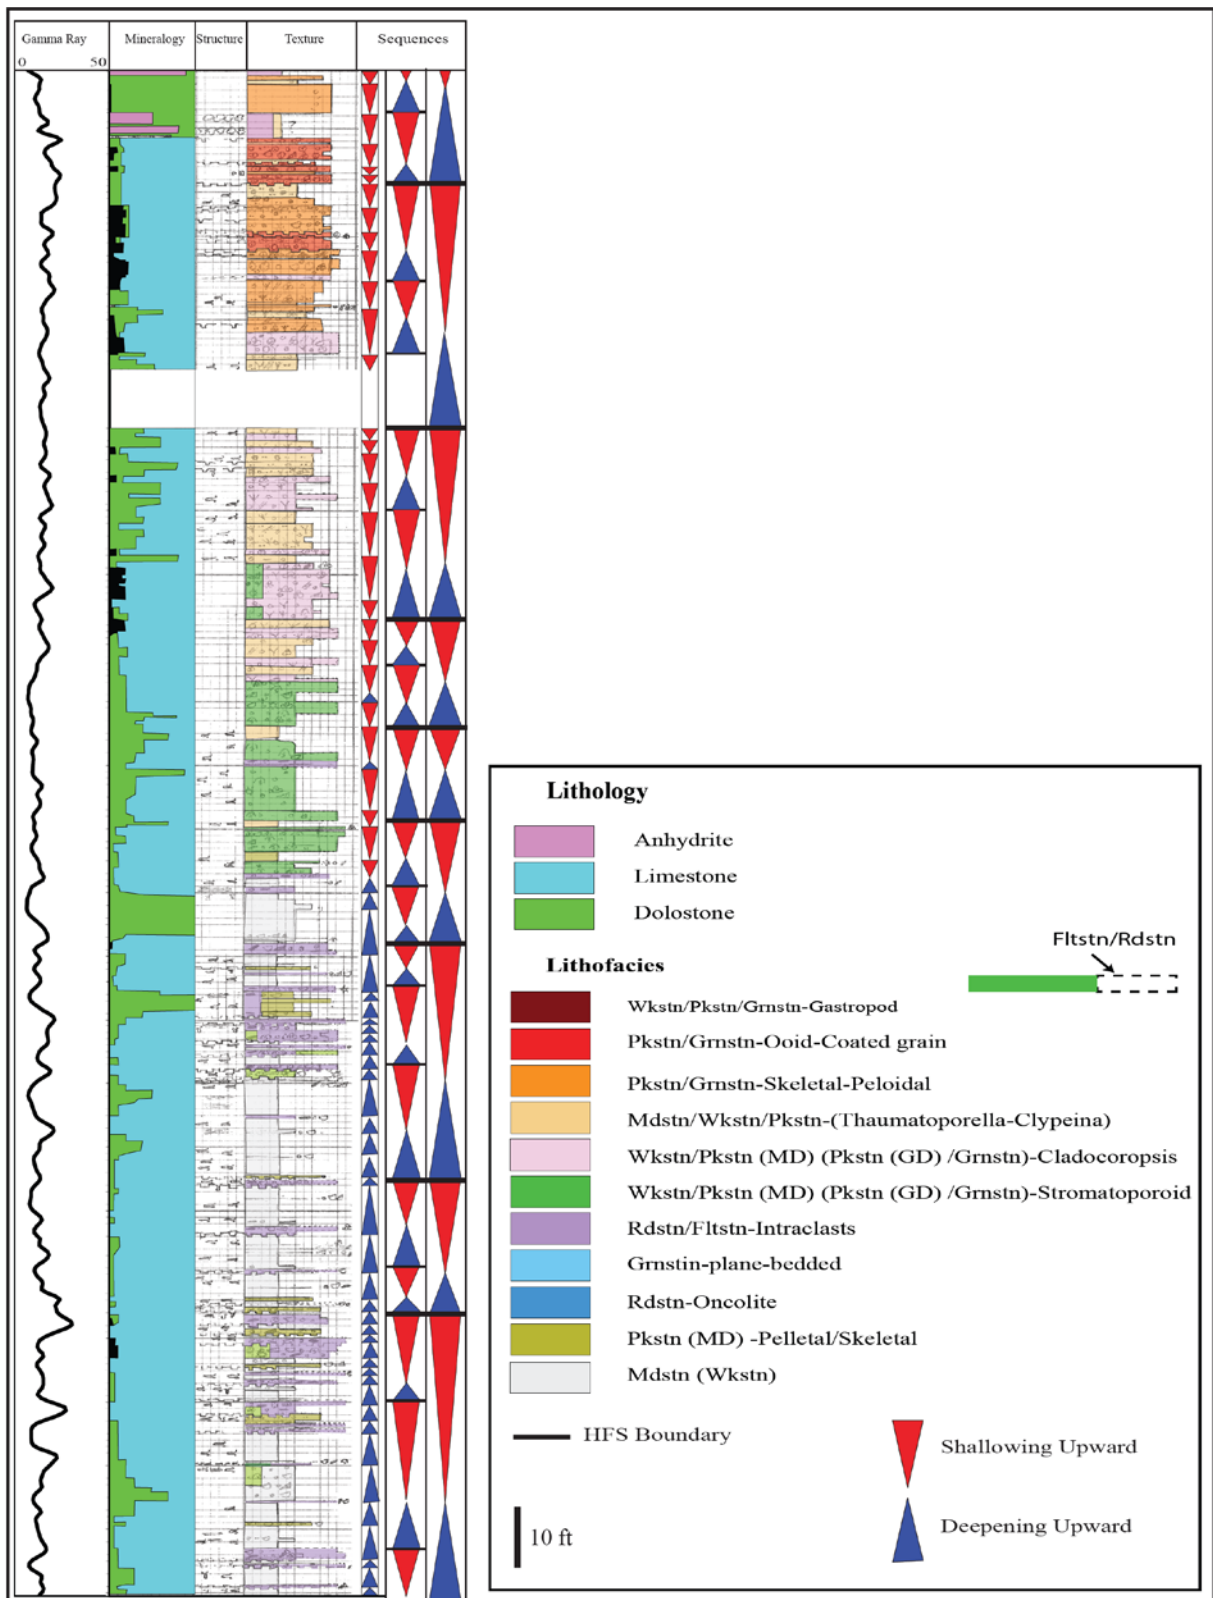 Gamma Ray Mineralogy Structure Texture Sequences
0 50
Lithology
Anhydrite
Limestone
Dolostone
Fltstn/Rdstn
Lithofacies
Wkstn/Pkstn/Grnstn-Gastropod
Pkstn/Grnstn-Ooid-Coated grain
Pkstn/Grnstn-Skeletal-Peloidal
Mdstn/Wkstn/Pkstn-(Thaumatoporella-Clypeina)
Wkstn/Pkstn (MD) (Pkstn (GD) /Grnstn)-Cladocoropsis
Wkstn/Pkstn (MD) (Pkstn (GD) /Grnstn)-Stromatoporoid
Rdstn/Fltstn-Intraclasts
Grnstin-plane-bedded
Rdstn-Oncolite
Pkstn (MD) -Pelletal/Skeletal
Mdstn (Wkstn)
HFS Boundary
Shallowing Upward
10 ft
Deepening Upward